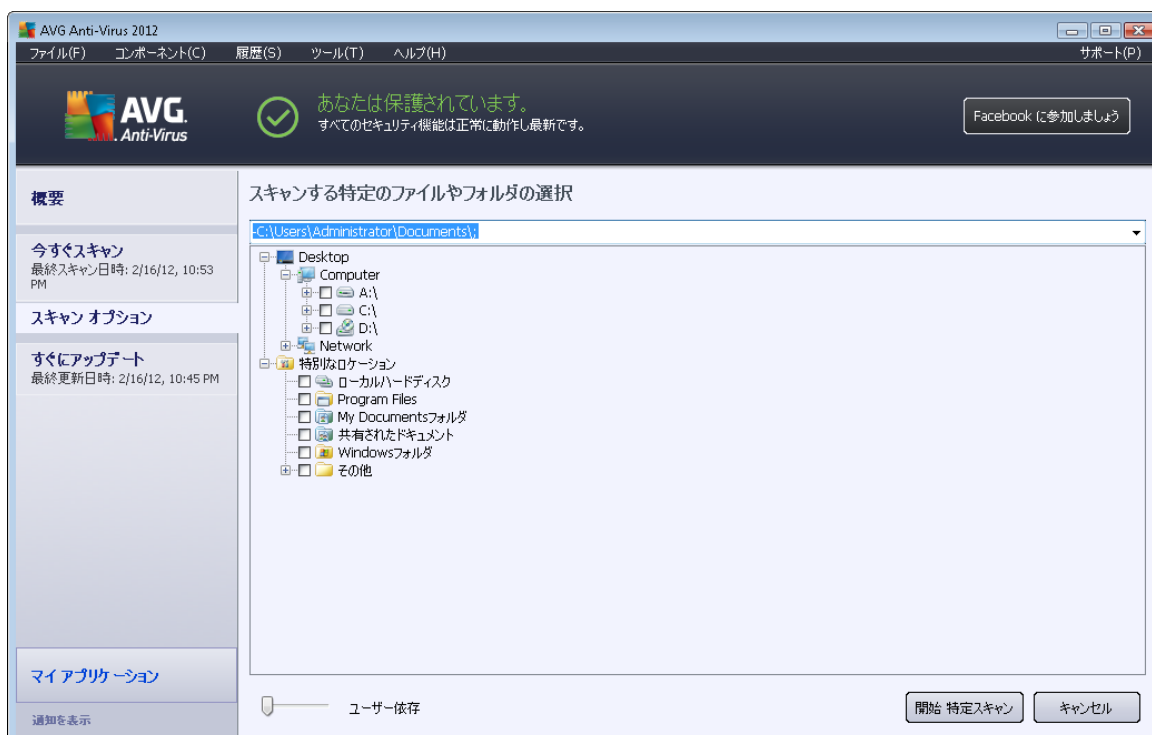 AVG Anti-Virus 2012
ファイル(F) コンポーネント(C) 履歴(S) ツール(T) ヘルプ(H) サポート(P)
AVG.
Anti-Virus
あなたは保護されています。
すべてのセキュリティ機能は正常に動作し最新です。
Facebook に参加しましょう
概要
今すぐスキャン
最終スキャン日時: 2/16/12, 10:53
PM
スキャン オプション
すぐにアップデート
最終更新日時: 2/16/12, 10:45 PM
マイ アプリケーション
通知を表示
スキャンする特定のファイルやフォルダの選択
-C:\Users\Administrator\Documents\;
Desktop
Computer
A:\
C:\
D:\
Network
特別なロケーション
ローカルハードディスク
Program Files
My Documentsフォルダ
共有されたドキュメント
Windowsフォルダ
その他
ユーザー依存
開始 特定スキャン
キャンセル